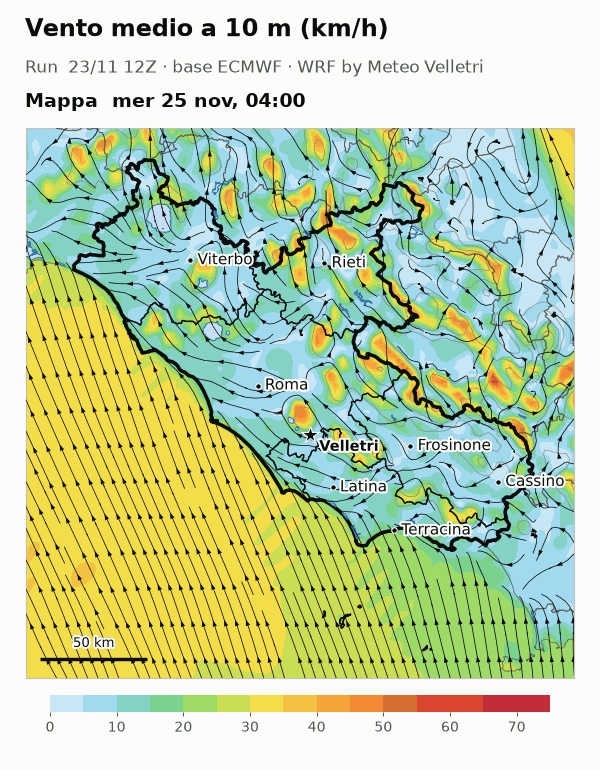 Vento medio a 10 m (km/h)
Run  23/11 12Z · base ECMWF · WRF by Meteo Velletri
Mappa  mer 25 nov, 04:00
Viterbo
Rieti
Roma
Velletri
Frosinone
Cassino
Latina
Terracina
50 km
0 10 20 30 40 50 60 70